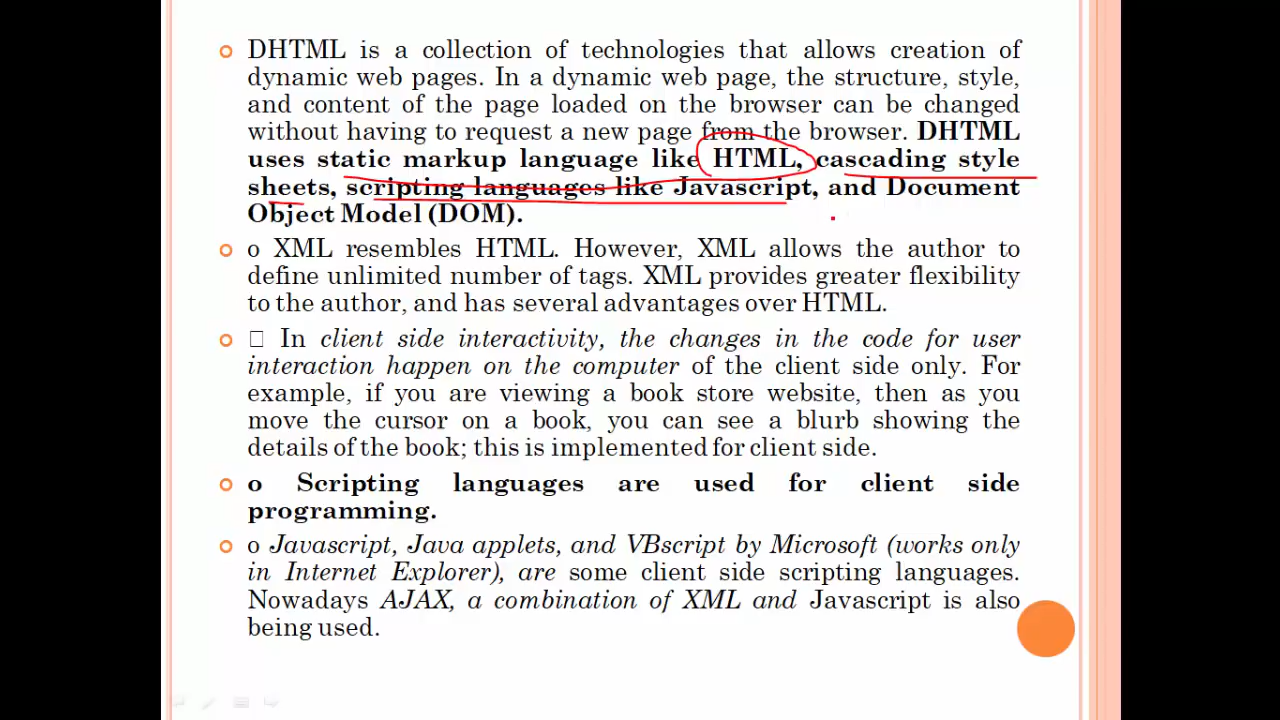 DHTML is a collection of technologies that allows creation of
dynamic web pages. In a dynamic web page, the structure, style,
and content of the page loaded on the browser can be changed
without having to request a new page from the browser. DHTML
uses static markup language like HTML, cascading style
sheets, scripting languages like Javascript, and Document
Object Model (DOM).
o XML resembles HTML. However, XML allows the author to
define unlimited number of tags. XML provides greater flexibility
to the author, and has several advantages over HTML.
□ In client side interactivity, the changes in the code for user
interaction happen on the computer of the client side only. For
example, if you are viewing a book store website, then as you
move the cursor on a book, you can see a blurb showing the
details of the book; this is implemented for client side.
o Scripting languages are used for client side
programming.
o Javascript, Java applets, and VBscript by Microsoft (works only
in Internet Explorer), are some client side scripting languages.
Nowadays AJAX, a combination of XML and Javascript is also
being used.